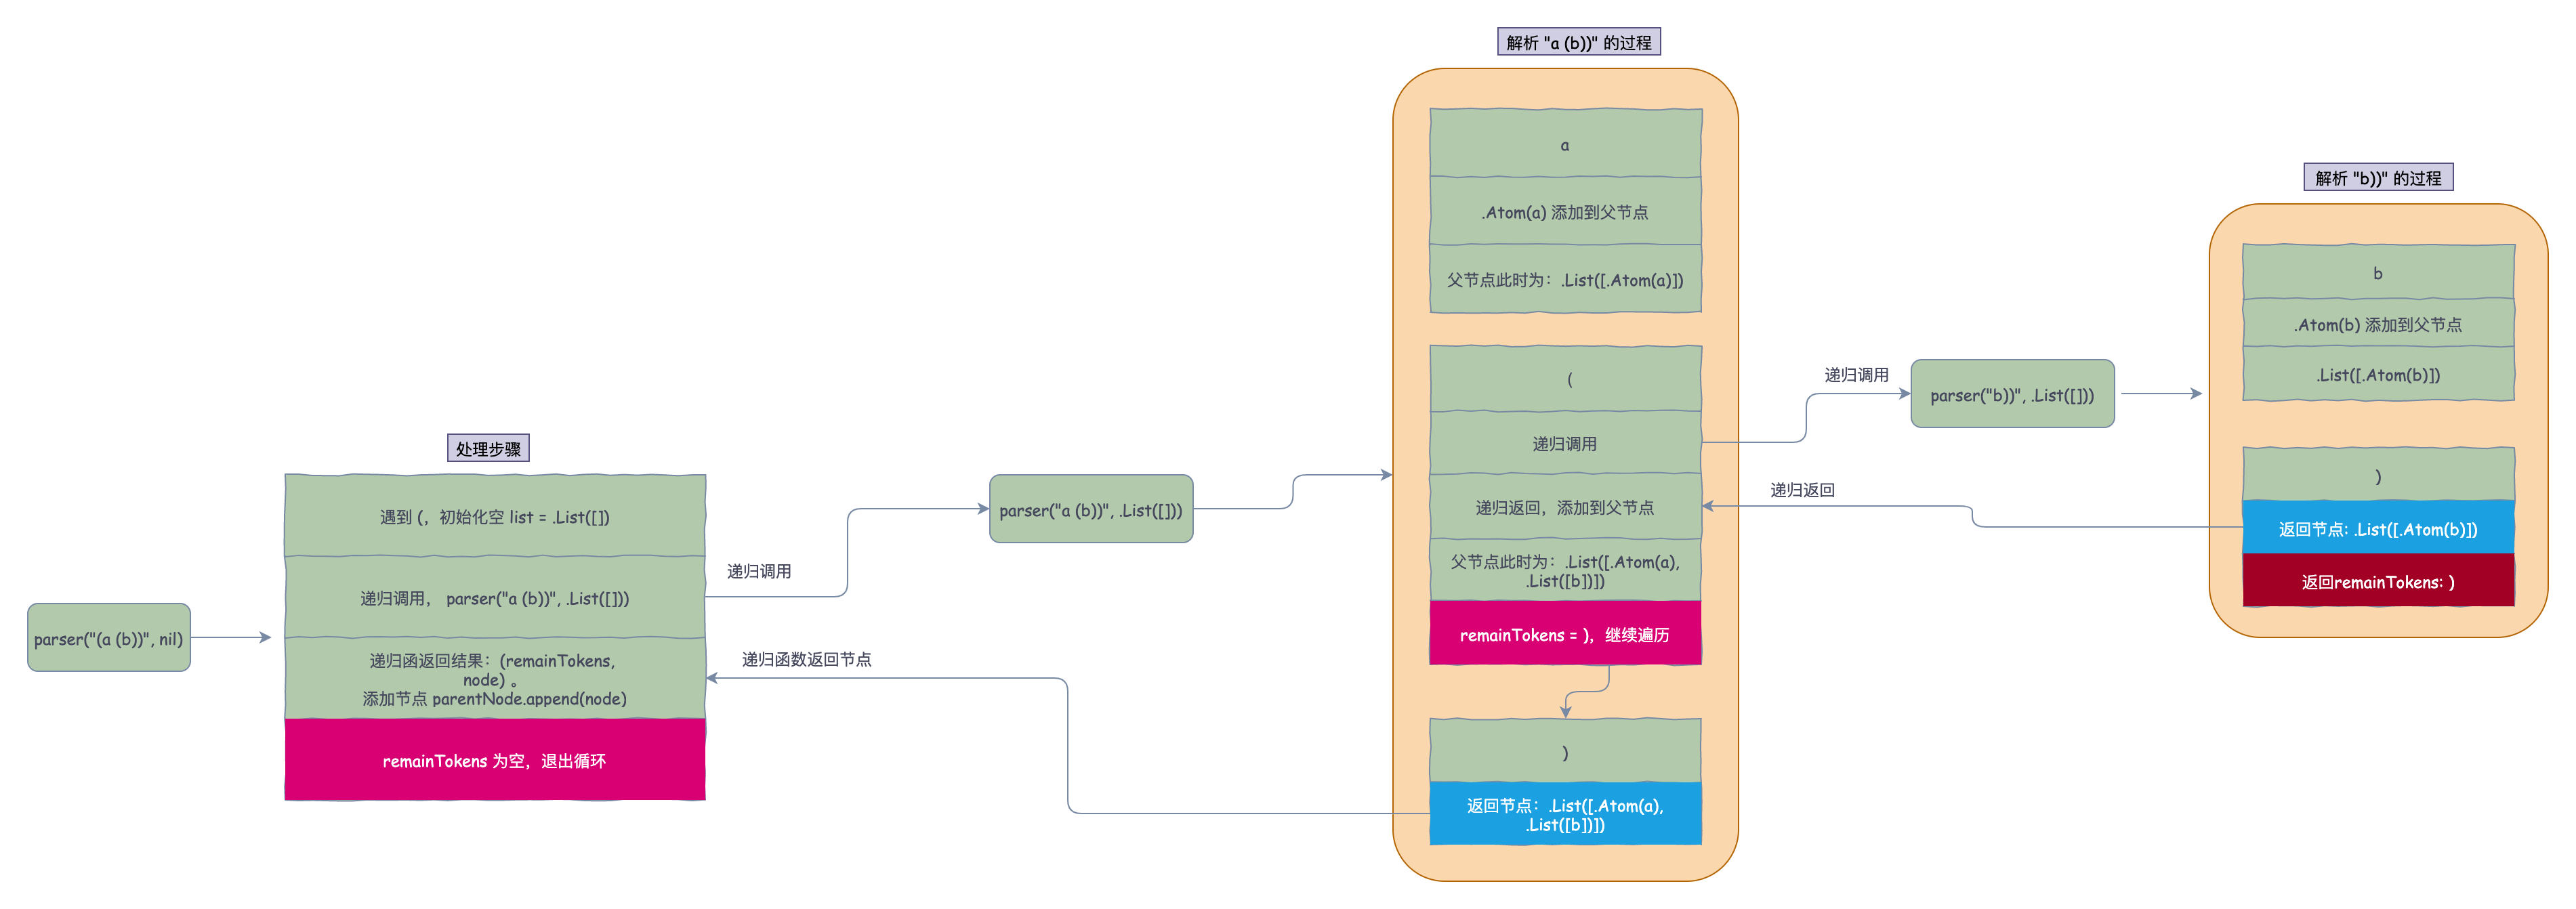 parser("(a (b))", nil)
处理步骤
遇到 (，初始化空 list = .List([])
递归调用， parser("a (b))", .List([]))
递归函返回结果：(remainTokens,
node) 。
添加节点 parentNode.append(node)
remainTokens 为空，退出循环
递归调用
递归函数返回节点
parser("a (b))", .List([]))
解析 "a (b))" 的过程
a
.Atom(a) 添加到父节点
父节点此时为：.List([.Atom(a)])
(
递归调用
递归返回，添加到父节点
父节点此时为：.List([.Atom(a),
.List([b])])
remainTokens = )，继续遍历
)
返回节点：.List([.Atom(a),
.List([b])])
递归调用
递归返回
parser("b))", .List([]))
解析 "b))" 的过程
b
.Atom(b) 添加到父节点
.List([.Atom(b)])
)
返回节点: .List([.Atom(b)])
返回remainTokens: )